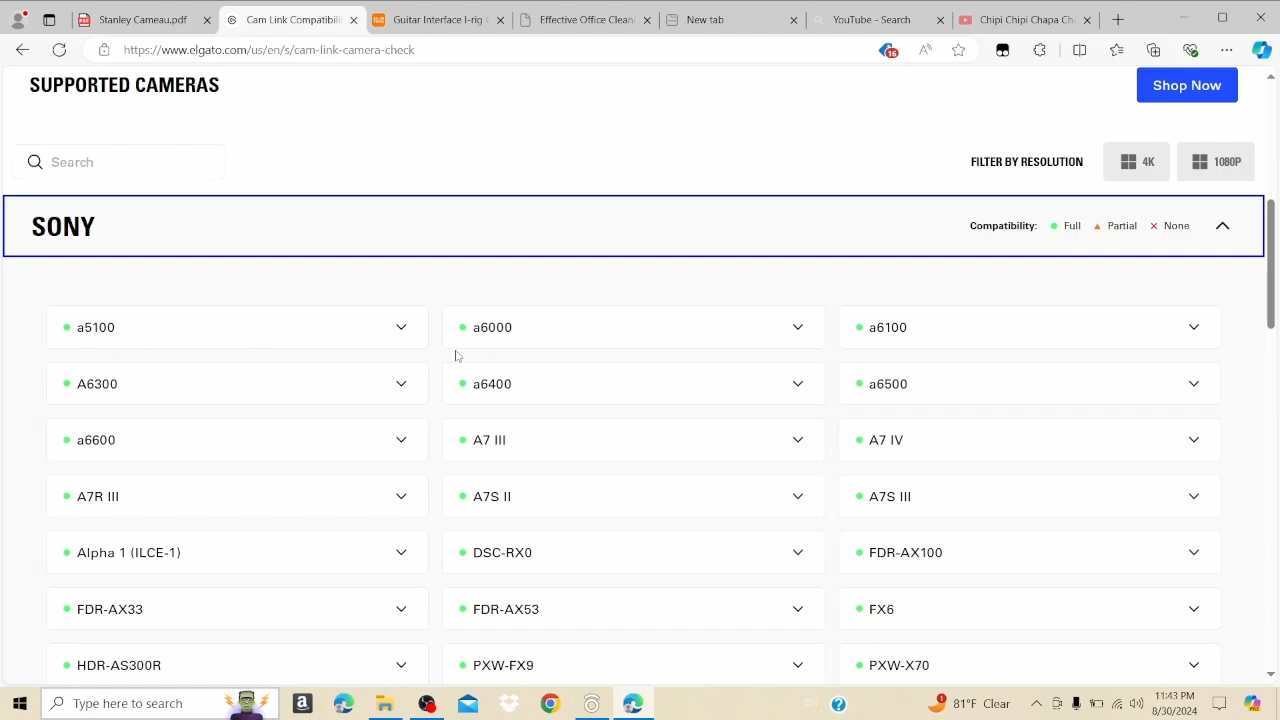 Stanley Cameau.pdf
Cam Link Compatibili
Guitar Interface I-rig
Effective Office Cleani
New tab
YouTube - Search
Chipi Chipi Chapa Ch
https://www.elgato.com/us/en/s/cam-link-camera-check
16
SUPPORTED CAMERAS
Shop Now
Search
FILTER BY RESOLUTION
4K
1080P
SONY
Compatibility: Full Partial None
a5100
a6000
a6100
A6300
a6400
a6500
a6600
A7 III
A7 IV
A7R III
A7S II
A7S III
Alpha 1 (ILCE-1)
DSC-RX0
FDR-AX100
FDR-AX33
FDR-AX53
FX6
HDR-AS300R
PXW-FX9
PXW-X70
Type here to search
1
81°F Clear
11:43 PM
8/30/2024